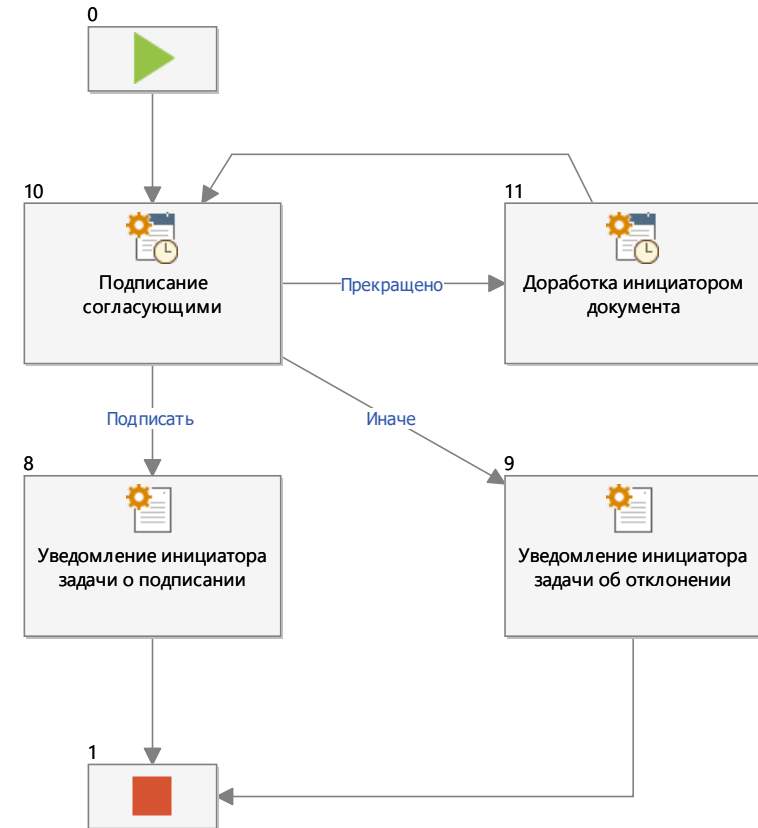 0
10
11
Подписание
согласующими
Прекращено
Доработка инициатором
документа
Подписать
Иначе
8
9
Уведомление инициатора
задачи о подписании
Уведомление инициатора
задачи об отклонении
1